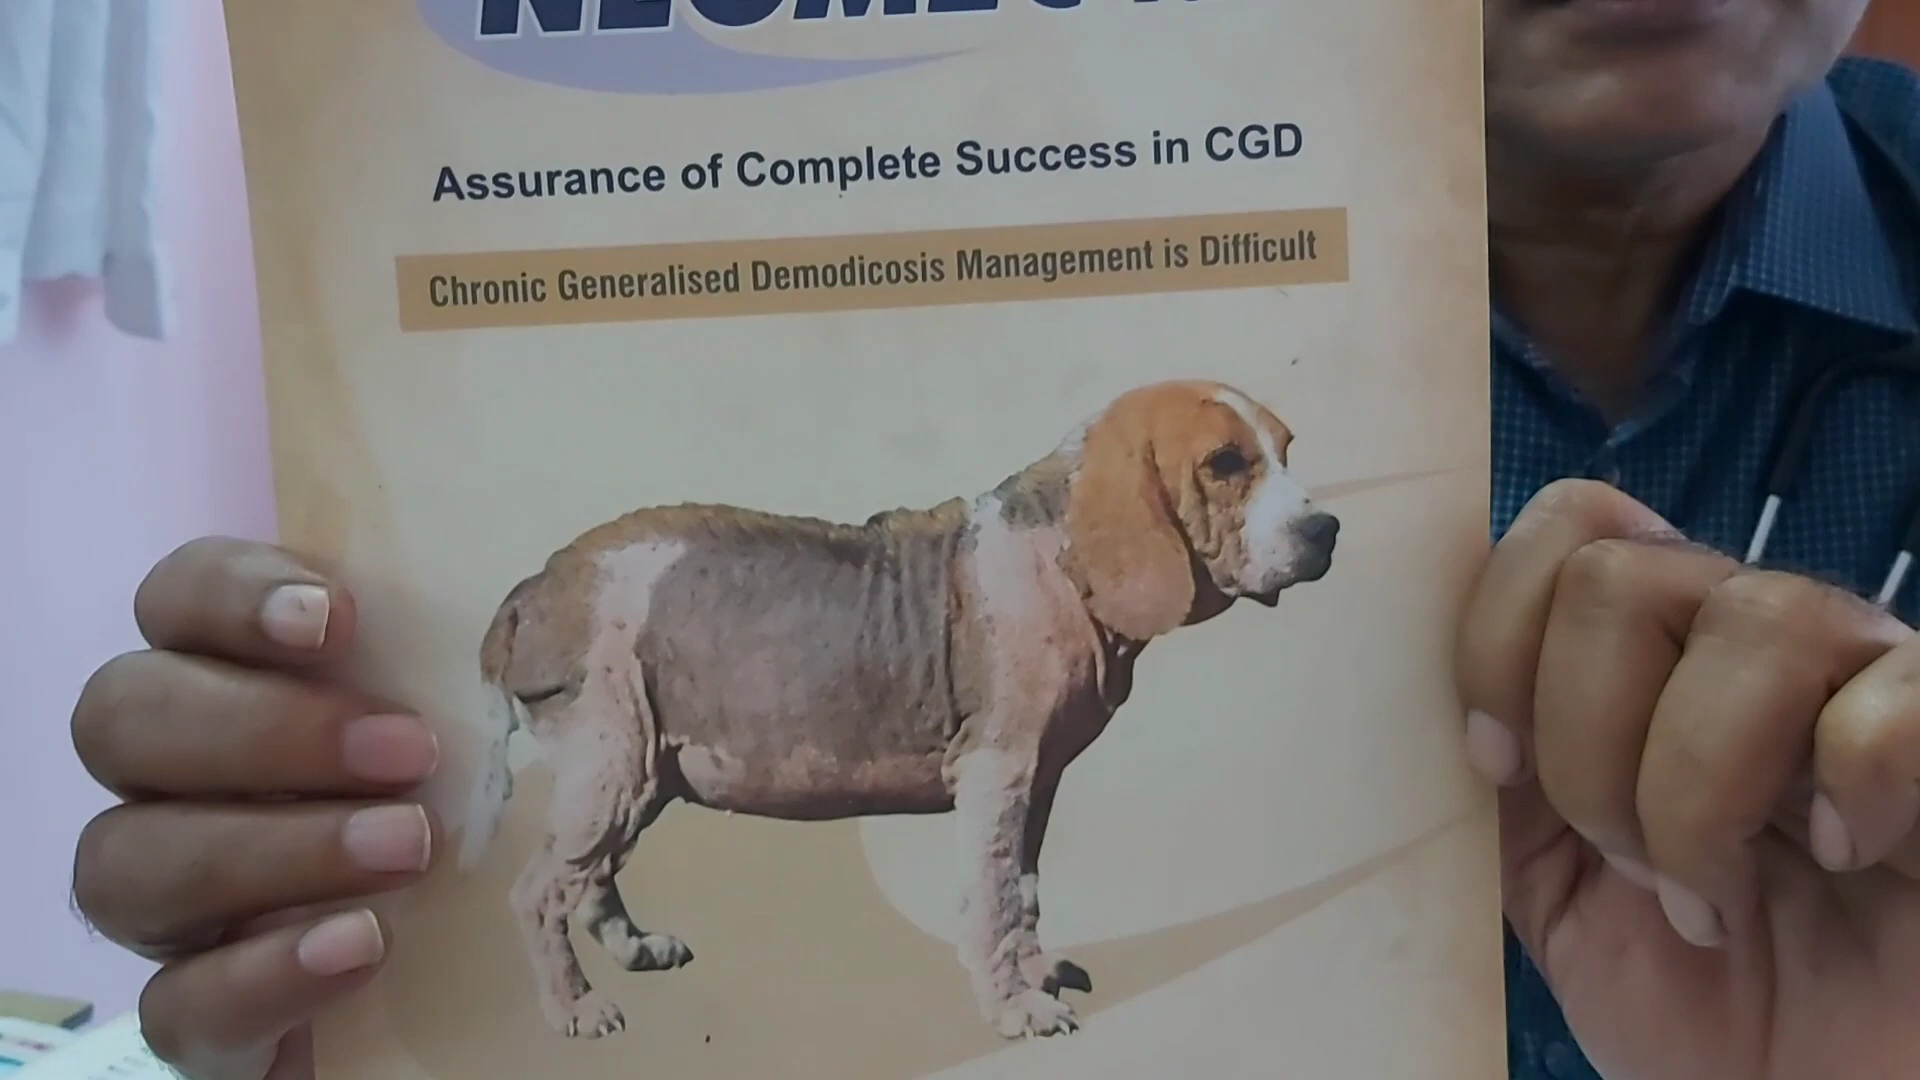 Assurance of Complete Success in CGD
Chronic Generalised Demodicosis Management is Difficult